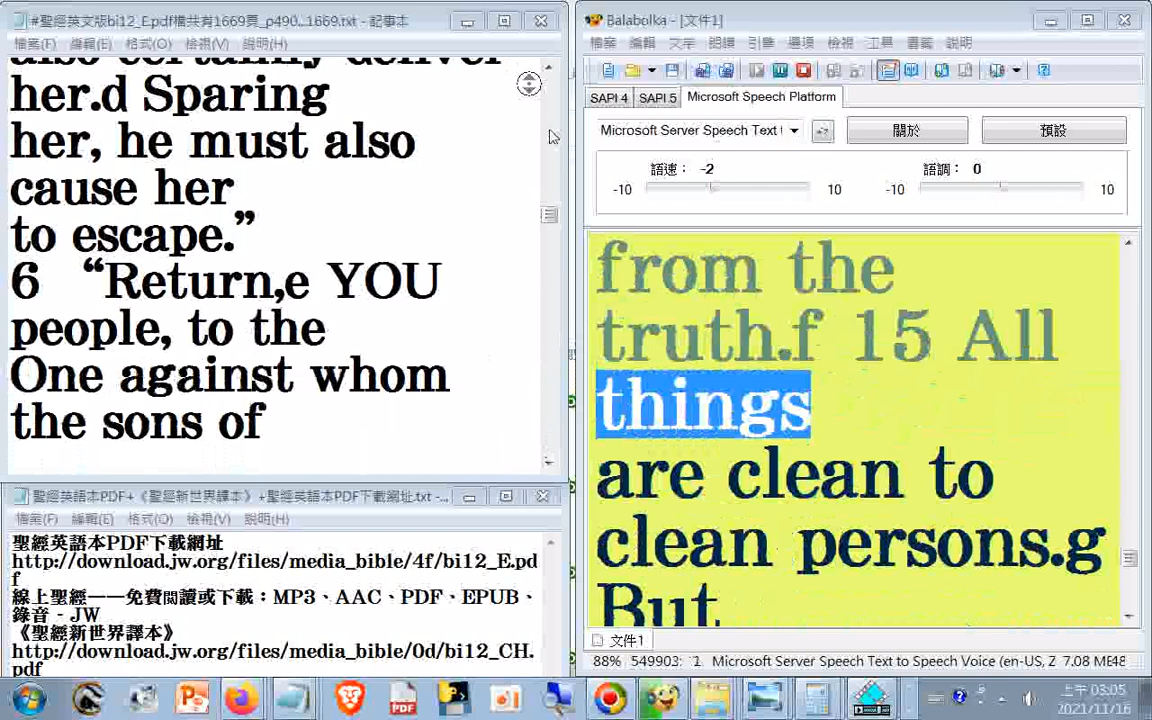 #聖經英文版bi12_E.pdf檔共有1669頁_p490...1669.txt - 記事本
檔案(F) 編輯(E) 格式(O) 檢視(V) 說明(H)
also certainly deliver
her.d Sparing
her, he must also
cause her
to escape.”
6 “Return,e YOU
people, to the
One against whom
the sons of
聖經英語本PDF+《聖經新世界譯本》+聖經英語本PDF下載網址.txt -...
檔案(F) 編輯(E) 格式(O) 檢視(V) 說明(H)
聖經英語本PDF下載網址
http://download.jw.org/files/media_bible/4f/bi12_E.pd
f
線上聖經——免費閱讀或下載：MP3、AAC、PDF、EPUB、
錄音 - JW
《聖經新世界譯本》
http://download.jw.org/files/media_bible/0d/bi12_CH.
pdf
Balabolka - [文件1]
檔案 編輯 文字 朗讀 引擎 選項 檢視 工具 書籤 說明
SAPI 4 SAPI 5 Microsoft Speech Platform
Microsoft Server Speech Text
關於 預設
語速： -2 語調： 0
-10 10 -10 10
from the
truth.f 15 All
things
are clean to
clean persons.g
But
文件1
88% 549903: Microsoft Server Speech Text to Speech Voice (en-US, Z 7.08 ME
PDF
上午 03:05
2021/11/16